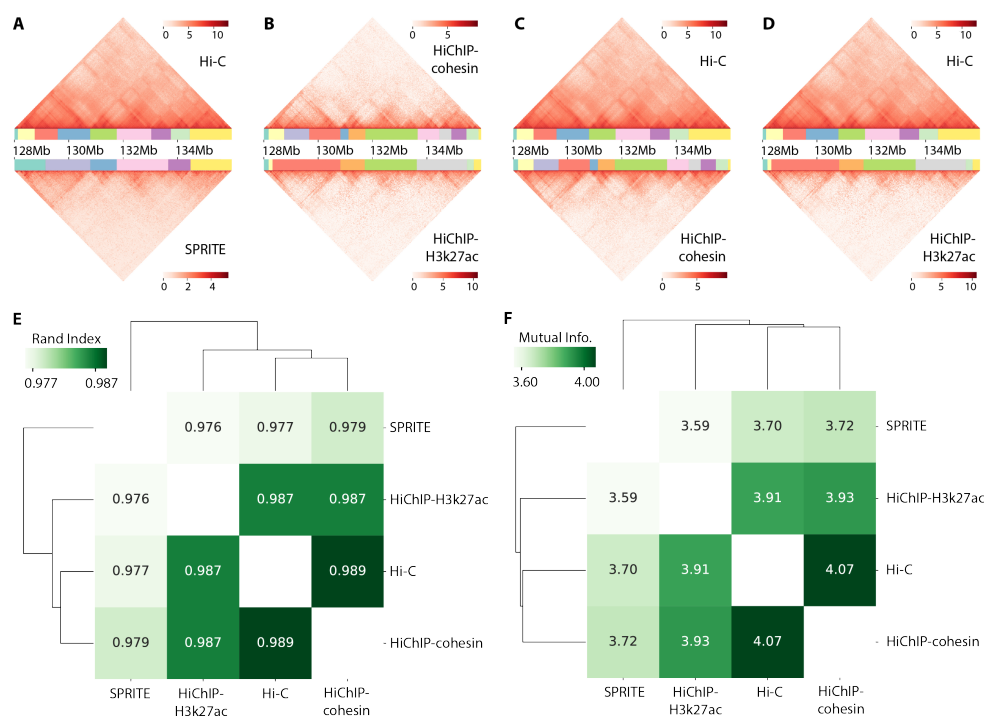 A
0 5 10
Hi-C
128Mb 130Mb 132Mb 134Mb
SPRITE
0 2 4
B
0 5
HiChIP-
cohesin
128Mb 130Mb 132Mb 134Mb
HiChIP-
H3k27ac
0 5 10
C
0 5 10
Hi-C
128Mb 130Mb 132Mb 134Mb
HiChIP-
cohesin
0 5
D
0 5 10
Hi-C
128Mb 130Mb 132Mb 134Mb
HiChIP-
H3k27ac
0 5 10
E
Rand Index
0.977 0.987
0.976 0.977 0.979 SPRITE
0.976 0.987 0.987 HiChIP-H3k27ac
0.977 0.987 0.989 Hi-C
0.979 0.987 0.989 HiChIP-cohesin
SPRITE HiChIP- Hi-C HiChIP-
H3k27ac cohesin
F
Mutual Info.
3.60 4.00
3.59 3.70 3.72 SPRITE
3.59 3.91 3.93 HiChIP-H3k27ac
3.70 3.91 4.07 Hi-C
3.72 3.93 4.07 HiChIP-cohesin
SPRITE HiChIP- Hi-C HiChIP-
H3k27ac cohesin